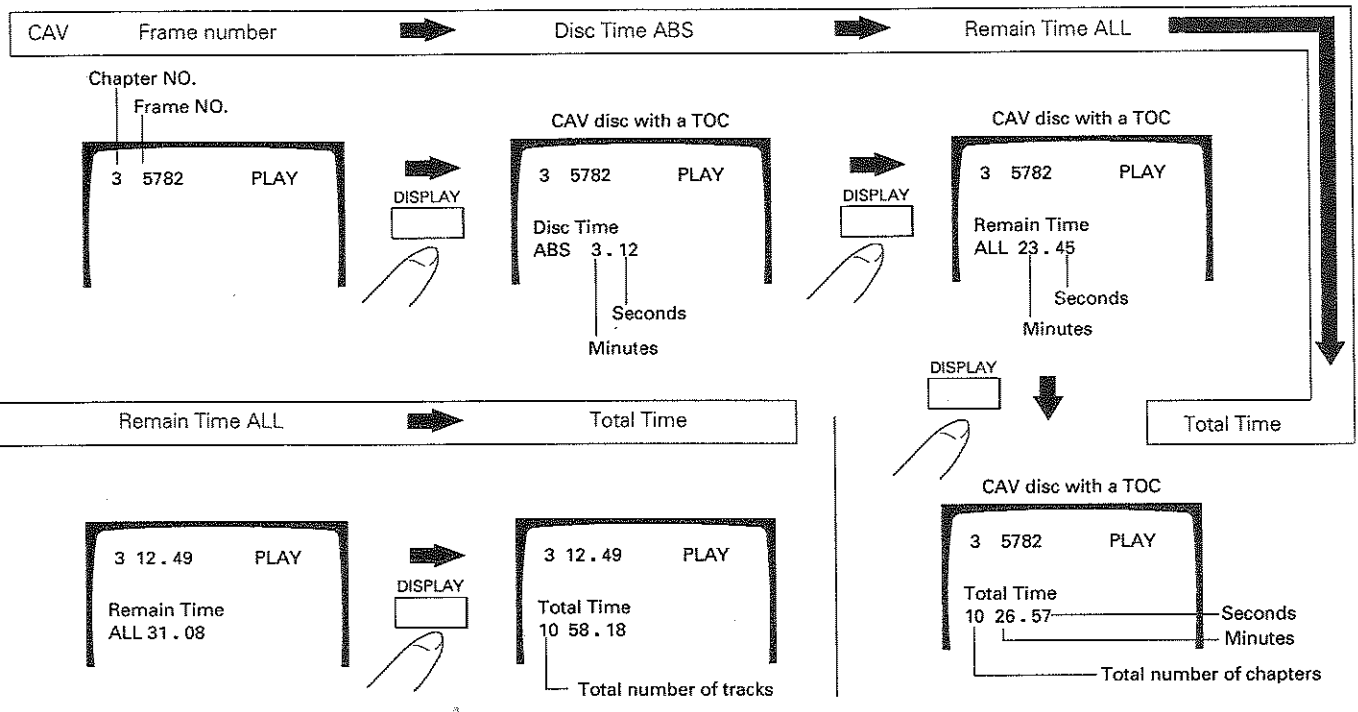 CAV Frame number Disc Time ABS Remain Time ALL
Chapter NO.
Frame NO.
3 5782 PLAY
DISPLAY
CAV disc with a TOC
3 5782 PLAY
Disc Time
ABS 3.12
Seconds
Minutes
DISPLAY
CAV disc with a TOC
3 5782 PLAY
Remain Time
ALL 23.45
Seconds
Minutes
DISPLAY
Total Time
CAV disc with a TOC
3 5782 PLAY
Total Time
10 26.57
Seconds
Minutes
Total number of chapters
Remain Time ALL Total Time
3 12.49 PLAY
Remain Time
ALL 31.08
DISPLAY
3 12.49 PLAY
Total Time
10 58.18
Total number of tracks